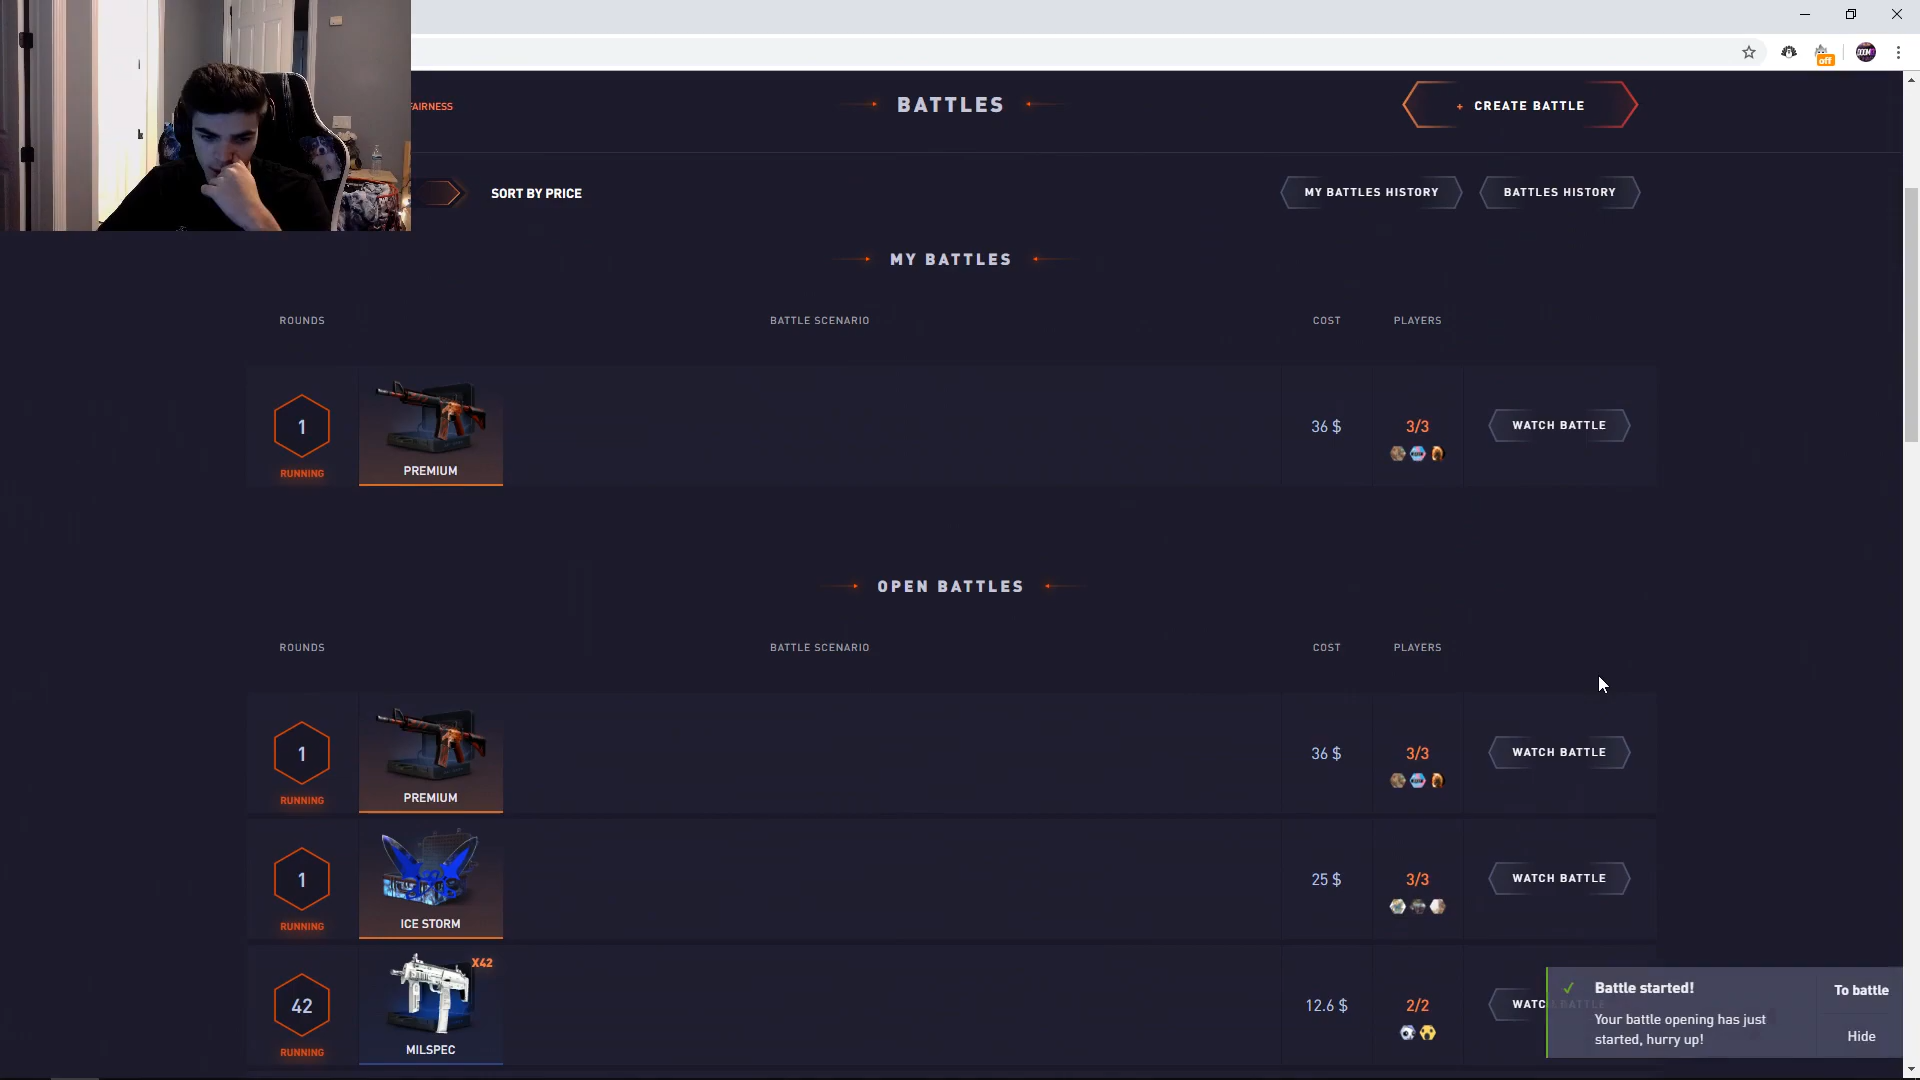 off
DOOM
FAIRNESS
BATTLES
+ CREATE BATTLE
SORT BY PRICE
MY BATTLES HISTORY
BATTLES HISTORY
MY BATTLES
ROUNDS
BATTLE SCENARIO
COST
PLAYERS
1
RUNNING
PREMIUM
36 $
3/3
WATCH BATTLE
OPEN BATTLES
ROUNDS
BATTLE SCENARIO
COST
PLAYERS
1
RUNNING
PREMIUM
36 $
3/3
WATCH BATTLE
1
RUNNING
ICE STORM
25 $
3/3
WATCH BATTLE
42
RUNNING
X42
MILSPEC
12.6 $
2/2
Battle started!
Your battle opening has just
started, hurry up!
To battle
Hide